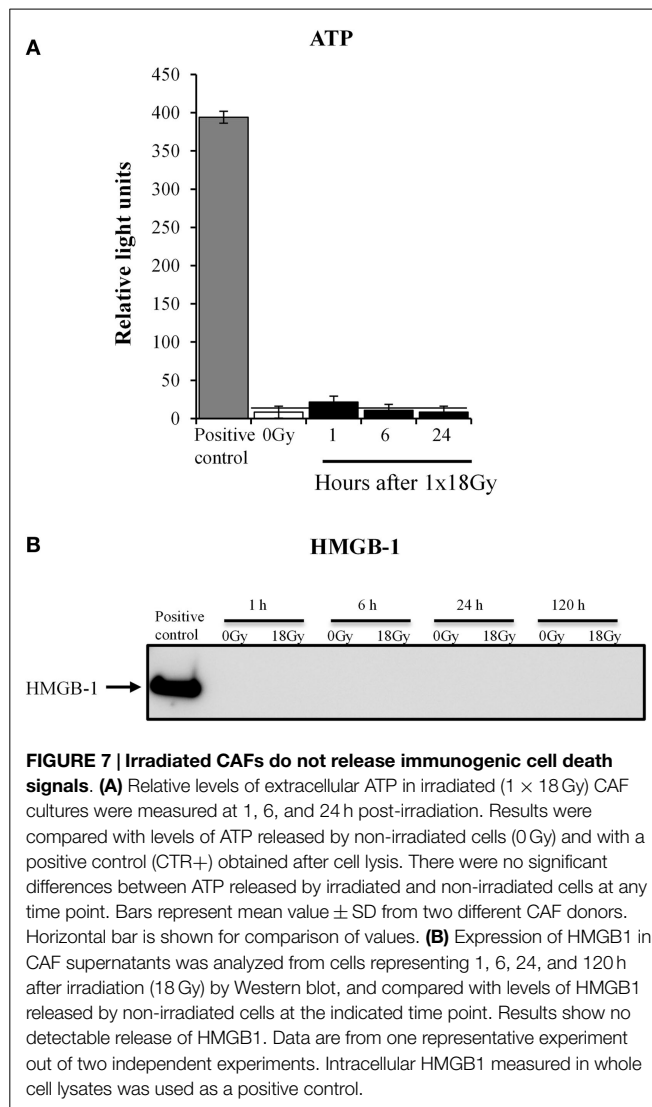 A
ATP
Relative light units
450
400
350
300
250
200
150
100
50
0
Positive control
0Gy
1
6
24
Hours after 1x18Gy
B
HMGB-1
Positive control
1 h
6 h
24 h
120 h
0Gy
18Gy
0Gy
18Gy
0Gy
18Gy
0Gy
18Gy
HMGB-1
FIGURE 7 | Irradiated CAFs do not release immunogenic cell death
signals. (A) Relative levels of extracellular ATP in irradiated (1 × 18 Gy) CAF
cultures were measured at 1, 6, and 24 h post-irradiation. Results were
compared with levels of ATP released by non-irradiated cells (0 Gy) and with a
positive control (CTR+) obtained after cell lysis. There were no significant
differences between ATP released by irradiated and non-irradiated cells at any
time point. Bars represent mean value ± SD from two different CAF donors.
Horizontal bar is shown for comparison of values. (B) Expression of HMGB1 in
CAF supernatants was analyzed from cells representing 1, 6, 24, and 120 h
after irradiation (18 Gy) by Western blot, and compared with levels of HMGB1
released by non-irradiated cells at the indicated time point. Results show no
detectable release of HMGB1. Data are from one representative experiment
out of two independent experiments. Intracellular HMGB1 measured in whole
cell lysates was used as a positive control.